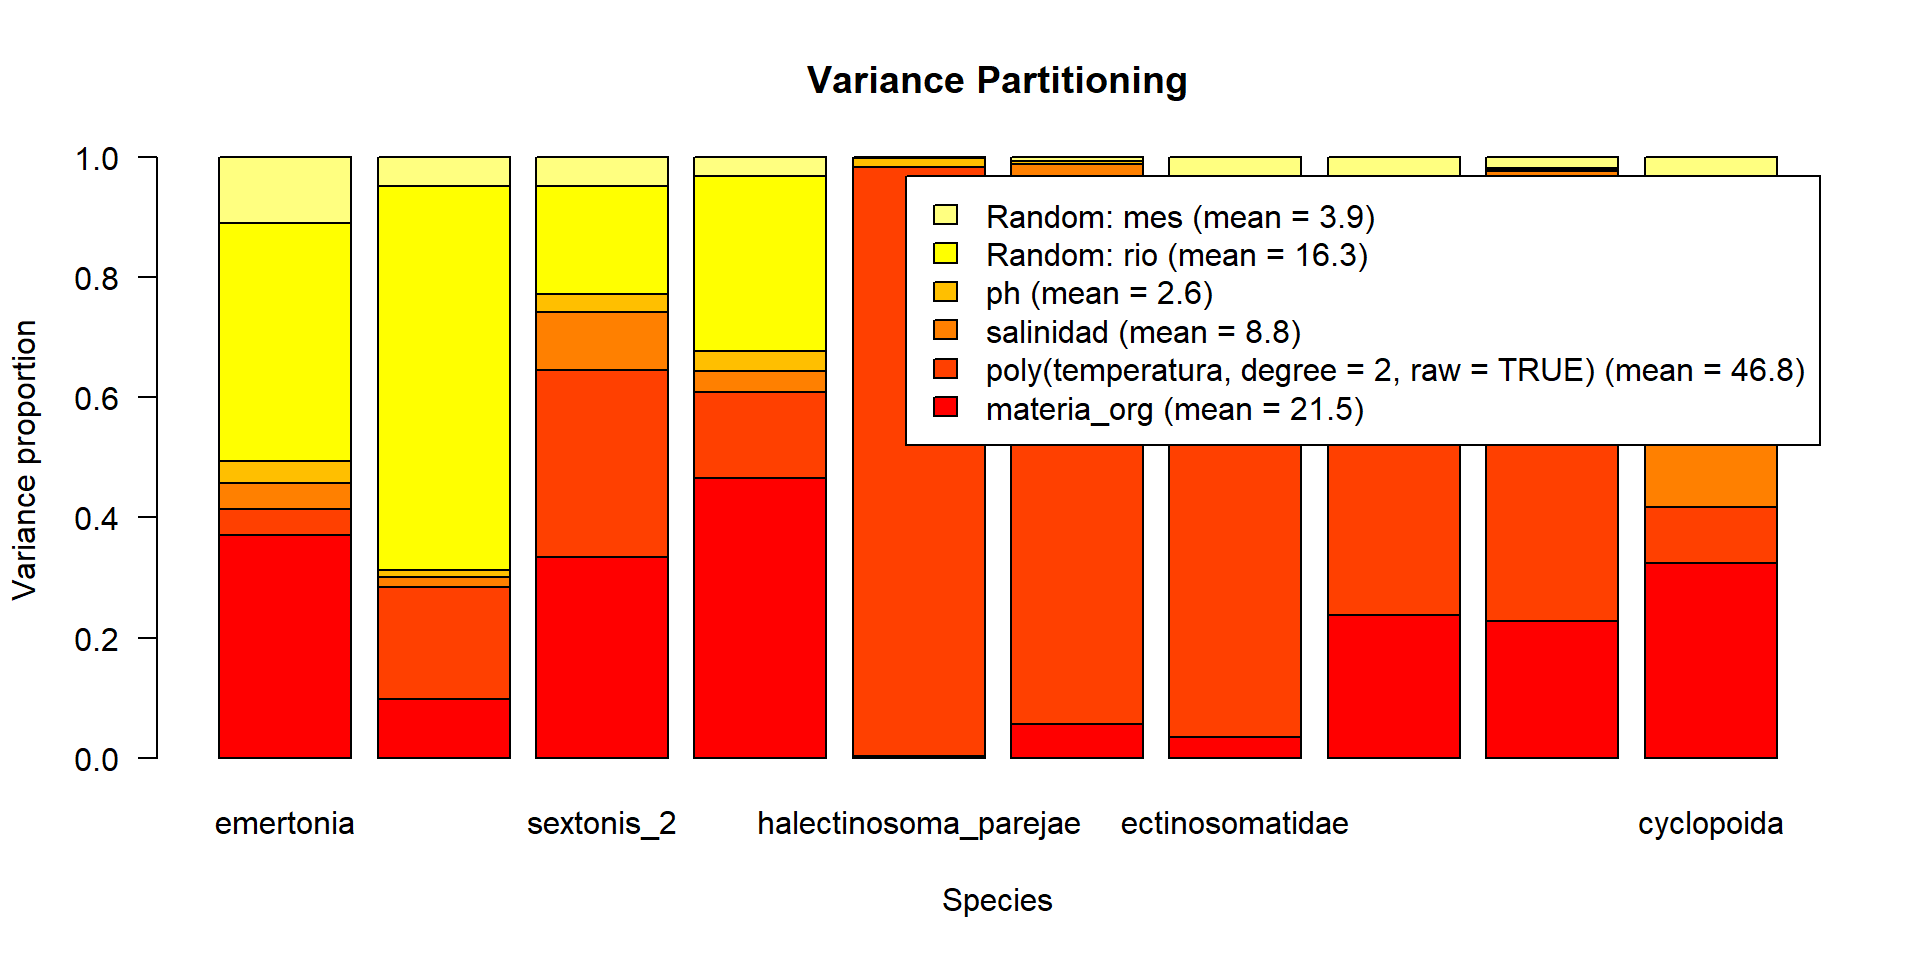 Variance Partitioning
Variance proportion
1.0
0.8
0.6
0.4
0.2
0.0
Random: mes (mean = 3.9)
Random: rio (mean = 16.3)
ph (mean = 2.6)
salinidad (mean = 8.8)
poly(temperatura, degree = 2, raw = TRUE) (mean = 46.8)
materia_org (mean = 21.5)
emertonia sextonis_2 halectinosoma_parejae ectinosomatidae cyclopoida
Species